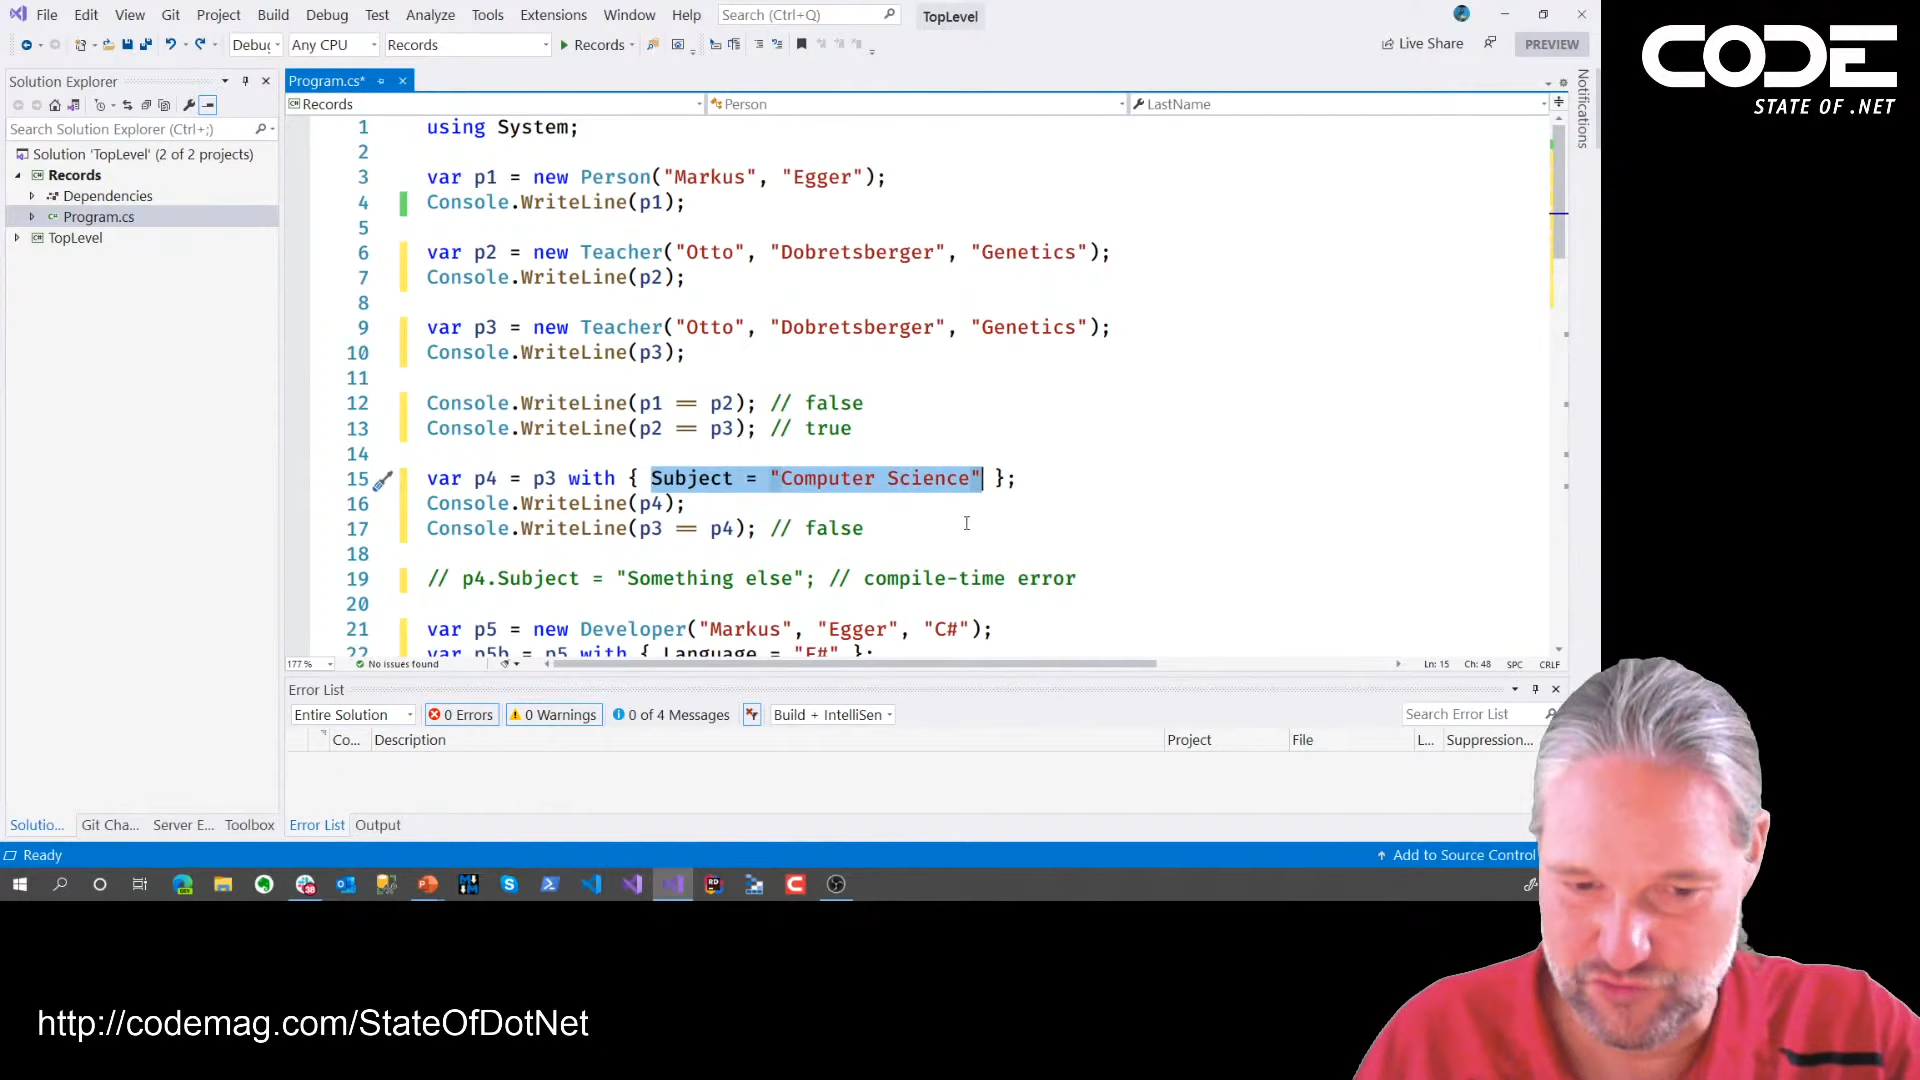 File Edit View Git Project Build Debug Test Analyze Tools Extensions Window Help Search (Ctrl+Q) TopLevel
Debug Any CPU Records Records Live Share PREVIEW
CODE
STATE OF .NET
Solution Explorer
Search Solution Explorer (Ctrl+;)
Solution 'TopLevel' (2 of 2 projects)
Records
Dependencies
Program.cs
TopLevel
Program.cs*
Records Person LastName
Notifications
1 using System;
2
3 var p1 = new Person("Markus", "Egger");
4 Console.WriteLine(p1);
5
6 var p2 = new Teacher("Otto", "Dobretsberger", "Genetics");
7 Console.WriteLine(p2);
8
9 var p3 = new Teacher("Otto", "Dobretsberger", "Genetics");
10 Console.WriteLine(p3);
11
12 Console.WriteLine(p1 == p2); // false
13 Console.WriteLine(p2 == p3); // true
14
15 var p4 = p3 with { Subject = "Computer Science" };
16 Console.WriteLine(p4);
17 Console.WriteLine(p3 == p4); // false
18
19 // p4.Subject = "Something else"; // compile-time error
20
21 var p5 = new Developer("Markus", "Egger", "C#");
22 var p5b = p5 with { Language = "F#" };
177 % No issues found Ln: 15 Ch: 48 SPC CRLF
Error List
Entire Solution 0 Errors 0 Warnings 0 of 4 Messages Build + IntelliSen Search Error List
Co... Description Project File L... Suppression...
Solutio... Git Cha... Server E... Toolbox Error List Output
Ready Add to Source Control
http://codemag.com/StateOfDotNet